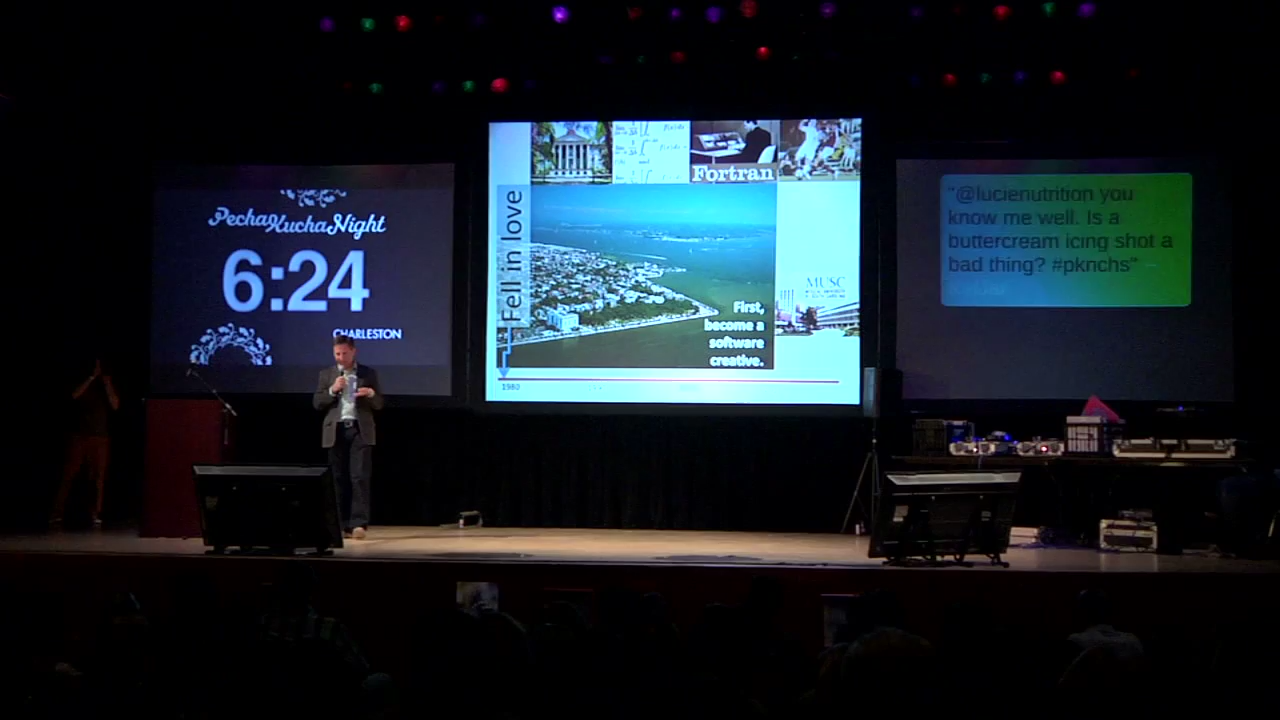 PechaKuchaNight
6:24
CHARLESTON
Fortran
Fell in love
First,
become a
software
creative.
MUSC
1980
"@lucienutrition you
know me well. Is a
buttercream icing shot a
bad thing? #pknchs"